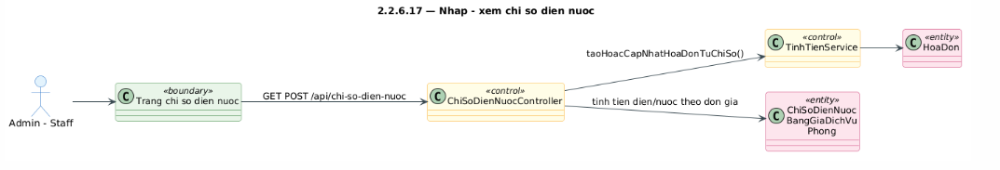 2.2.6.17 — Nhap - xem chi so dien nuoc
«control»
C TinhTienService
«entity»
C HoaDon
taoHoacCapNhatHoaDonTuChiSo()
«boundary»
C Trang chi so dien nuoc
GET POST /api/chi-so-dien-nuoc
«control»
C ChiSoDienNuocController
tinh tien dien/nuoc theo don gia
«entity»
C ChiSoDienNuoc
BangGiaDichVu
Phong
Admin - Staff